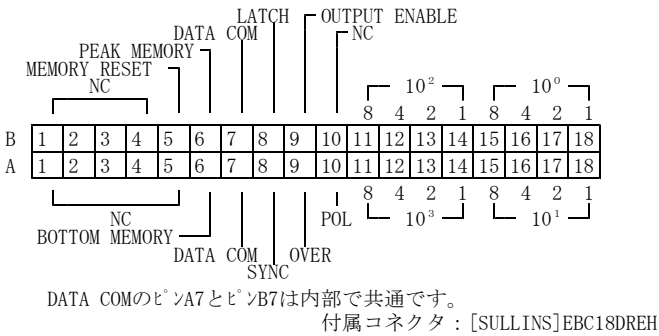 LATCH OUTPUT ENABLE
DATA COM NC
PEAK MEMORY
MEMORY RESET 10² 10⁰
NC
8 4 2 1 8 4 2 1
B 1 2 3 4 5 6 7 8 9 10 11 12 13 14 15 16 17 18
A 1 2 3 4 5 6 7 8 9 10 11 12 13 14 15 16 17 18
8 4 2 1 8 4 2 1
NC POL 10³ 10¹
BOTTOM MEMORY
DATA COM OVER
SYNC
DATA COMのピンA7とピンB7は内部で共通です。
付属コネクタ：[SULLINS]EBC18DREH